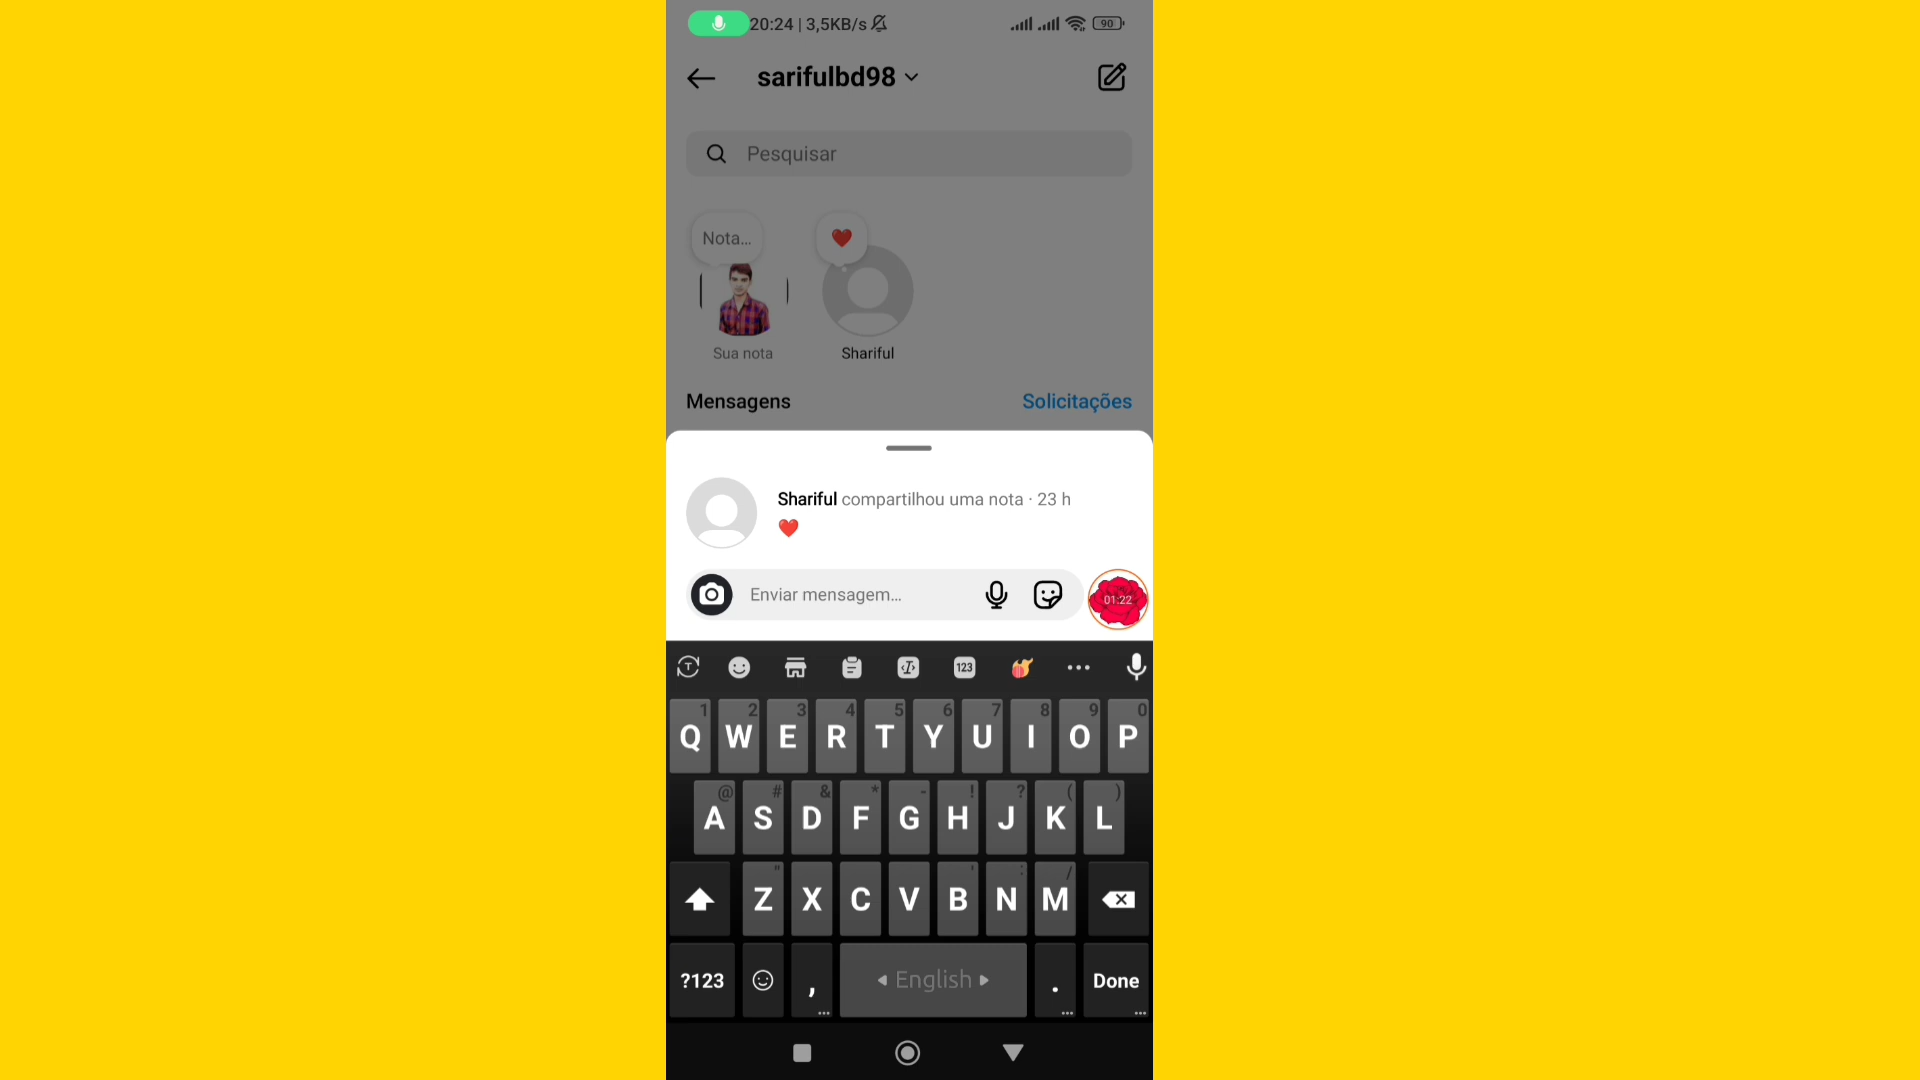 20:24 | 3,5KB/s 90
sarifulbd98
Pesquisar
Nota...
Sua nota
Shariful
Mensagens Solicitações
Shariful compartilhou uma nota · 23 h
Enviar mensagem...
01:22
T 123
1 2 3 4 5 6 7 8 9 0
Q W E R T Y U I O P
@ # & * - ! ? ( )
A S D F G H J K L
" ' : /
Z X C V B N M
?123 , English . Done